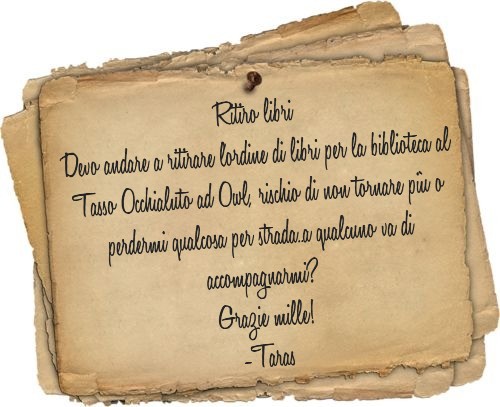 Ritiro libri
Devo andare a ritirare lordine di libri per la biblioteca al
Tasso Occhialuto ad Owl, rischio di non tornare più o
perdermi qualcosa per strada.a qualcuno va di
accompagnarmi?
Grazie mille!
-Taras